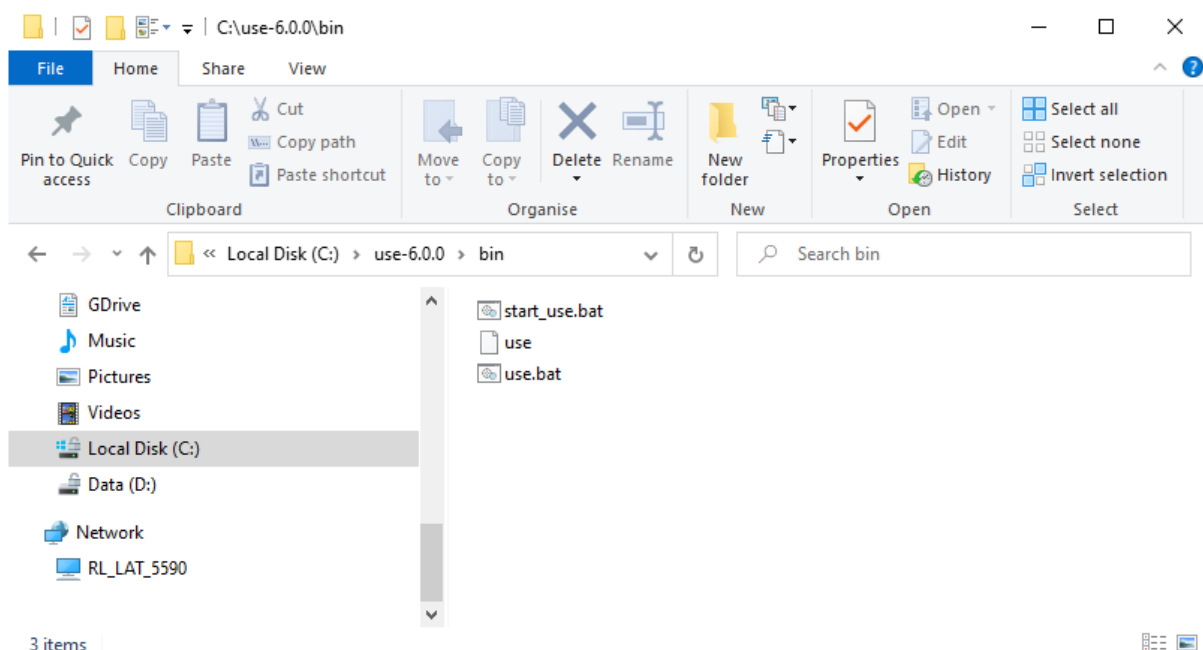 C:\use-6.0.0\bin
File Home Share View
Pin to Quick access
Copy
Paste
Cut
Copy path
Paste shortcut
Clipboard
Move to
Copy to
Delete
Rename
Organise
New folder
New
Properties
Open
Edit
History
Open
Select all
Select none
Invert selection
Select
« Local Disk (C:) > use-6.0.0 > bin
Search bin
GDrive
Music
Pictures
Videos
Local Disk (C:)
Data (D:)
Network
RL_LAT_5590
start_use.bat
use
use.bat
3 items